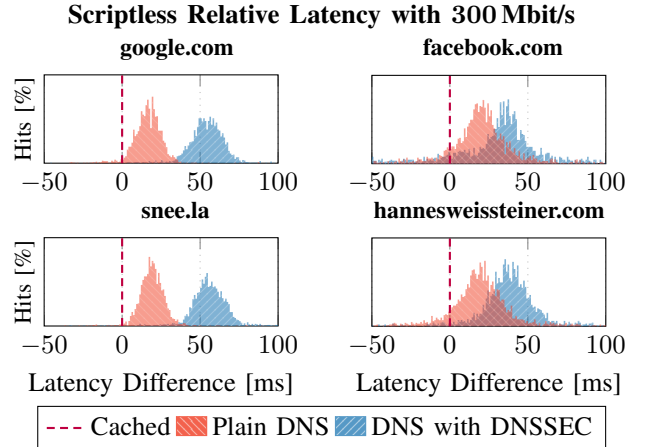 Scriptless Relative Latency with 300 Mbit/s
google.com facebook.com
Hits [%]
−50 0 50 100 −50 0 50 100
snee.la hannesweissteiner.com
Hits [%]
−50 0 50 100 −50 0 50 100
Latency Difference [ms] Latency Difference [ms]
Cached Plain DNS DNS with DNSSEC